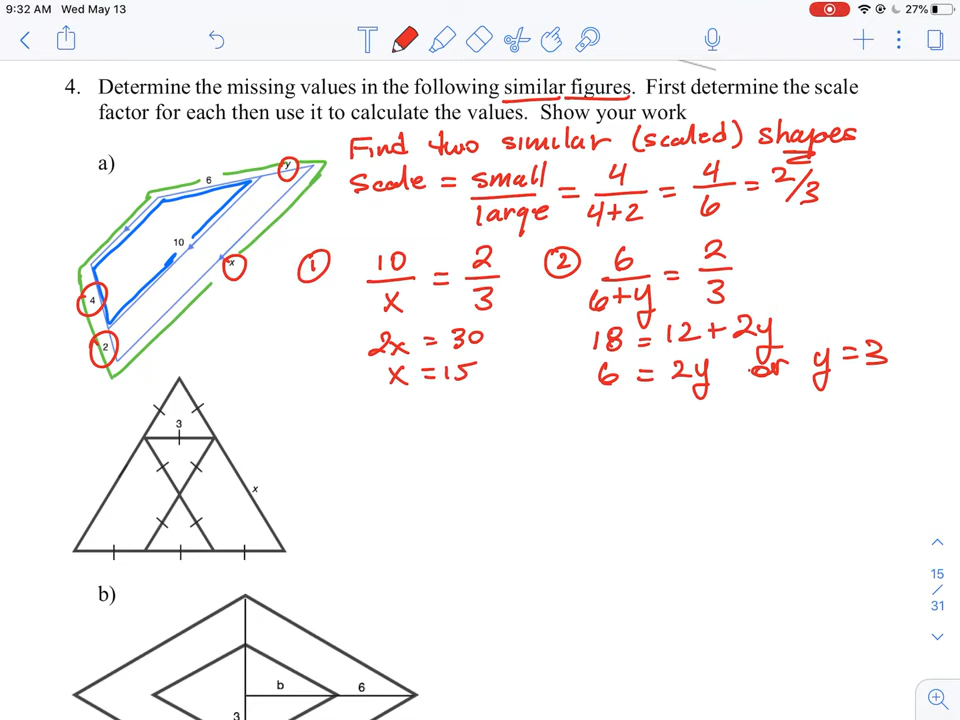 9:32 AM Wed May 13
27%
4. Determine the missing values in the following similar figures. First determine the scale
factor for each then use it to calculate the values. Show your work
Find two similar (scaled) shapes
a)
Scale = small/large = 4/4+2 = 4/6 = 2/3
6
y
10
x
4
2
① 10/x = 2/3
2x = 30
x = 15
② 6/6+y = 2/3
18 = 12 + 2y
6 = 2y or y = 3
3
x
b)
b
6
3
15
/
31